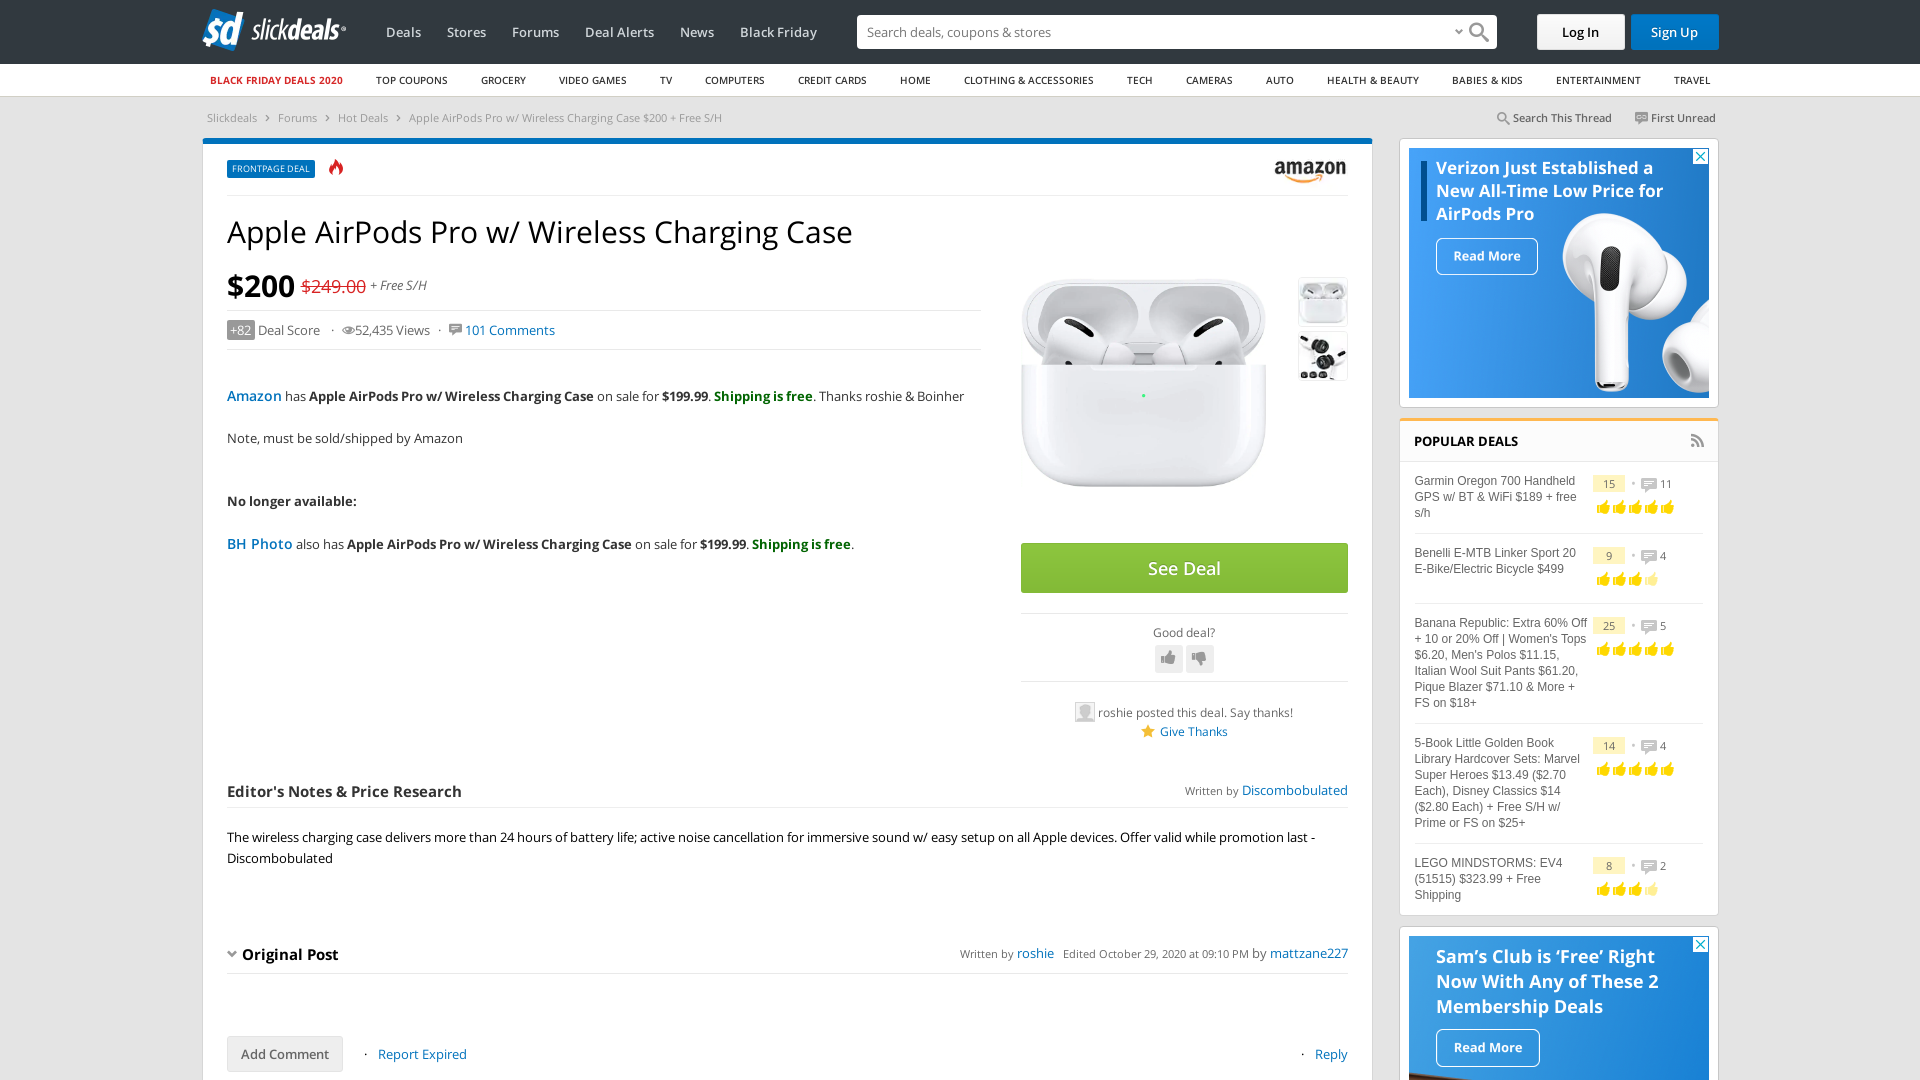 sd slickdeals
Deals
Stores
Forums
Deal Alerts
News
Black Friday
Search deals, coupons & stores
Log In
Sign Up
BLACK FRIDAY DEALS 2020
TOP COUPONS
GROCERY
VIDEO GAMES
TV
COMPUTERS
CREDIT CARDS
HOME
CLOTHING & ACCESSORIES
TECH
CAMERAS
AUTO
HEALTH & BEAUTY
BABIES & KIDS
ENTERTAINMENT
TRAVEL
Slickdeals > Forums > Hot Deals > Apple AirPods Pro w/ Wireless Charging Case $200 + Free S/H
Search This Thread
First Unread
FRONTPAGE DEAL
amazon
Apple AirPods Pro w/ Wireless Charging Case
$200 $249.00 + Free S/H
+82 Deal Score · 52,435 Views · 101 Comments
Amazon has Apple AirPods Pro w/ Wireless Charging Case on sale for $199.99. Shipping is free. Thanks roshie & Boinher
Note, must be sold/shipped by Amazon
No longer available:
BH Photo also has Apple AirPods Pro w/ Wireless Charging Case on sale for $199.99. Shipping is free.
See Deal
Good deal?
roshie posted this deal. Say thanks!
Give Thanks
Editor's Notes & Price Research
Written by Discombobulated
The wireless charging case delivers more than 24 hours of battery life; active noise cancellation for immersive sound w/ easy setup on all Apple devices. Offer valid while promotion last -
Discombobulated
Original Post
Written by roshie Edited October 29, 2020 at 09:10 PM by mattzane227
Add Comment
· Report Expired
· Reply
Verizon Just Established a
New All-Time Low Price for
AirPods Pro
Read More
POPULAR DEALS
Garmin Oregon 700 Handheld
GPS w/ BT & WiFi $189 + free
s/h
15 • 11
Benelli E-MTB Linker Sport 20
E-Bike/Electric Bicycle $499
9 • 4
Banana Republic: Extra 60% Off
+ 10 or 20% Off | Women's Tops
$6.20, Men's Polos $11.15,
Italian Wool Suit Pants $61.20,
Pique Blazer $71.10 & More +
FS on $18+
25 • 5
5-Book Little Golden Book
Library Hardcover Sets: Marvel
Super Heroes $13.49 ($2.70
Each), Disney Classics $14
($2.80 Each) + Free S/H w/
Prime or FS on $25+
14 • 4
LEGO MINDSTORMS: EV4
(51515) $323.99 + Free
Shipping
8 • 2
Sam's Club is 'Free' Right
Now With Any of These 2
Membership Deals
Read More